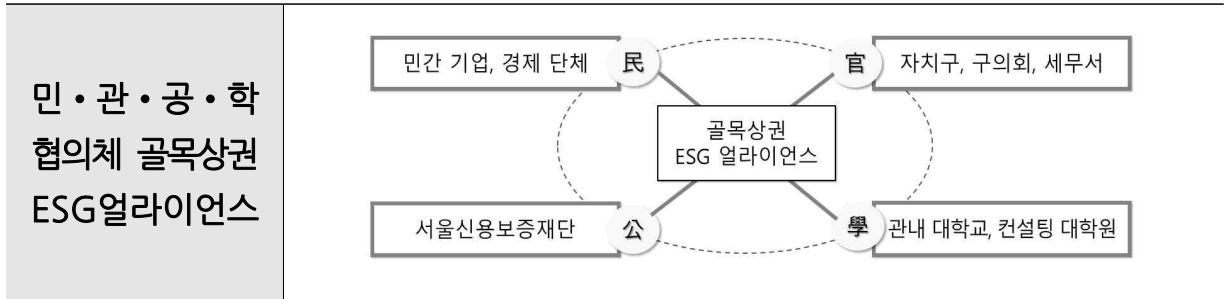 민・관・공・학
협의체 골목상권
ESG얼라이언스
민간 기업, 경제 단체 民
官 자치구, 구의회, 세무서
골목상권
ESG 얼라이언스
서울신용보증재단 公
學 관내 대학교, 컨설팅 대학원